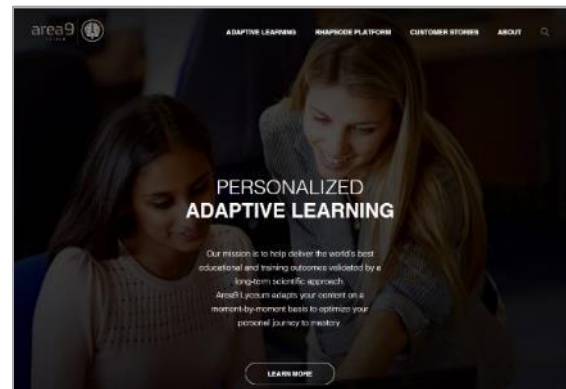 area9
LYCEUM
ADAPTIVE LEARNING
RHAPSODE PLATFORM
CUSTOMER STORIES
ABOUT
PERSONALIZED
ADAPTIVE LEARNING
Our mission is to help deliver the world's best
educational and training outcomes validated by a
long-term scientific approach.
Area9 Lyceum adapts your content on a
moment-by-moment basis to optimize your
personal journey to mastery.
LEARN MORE